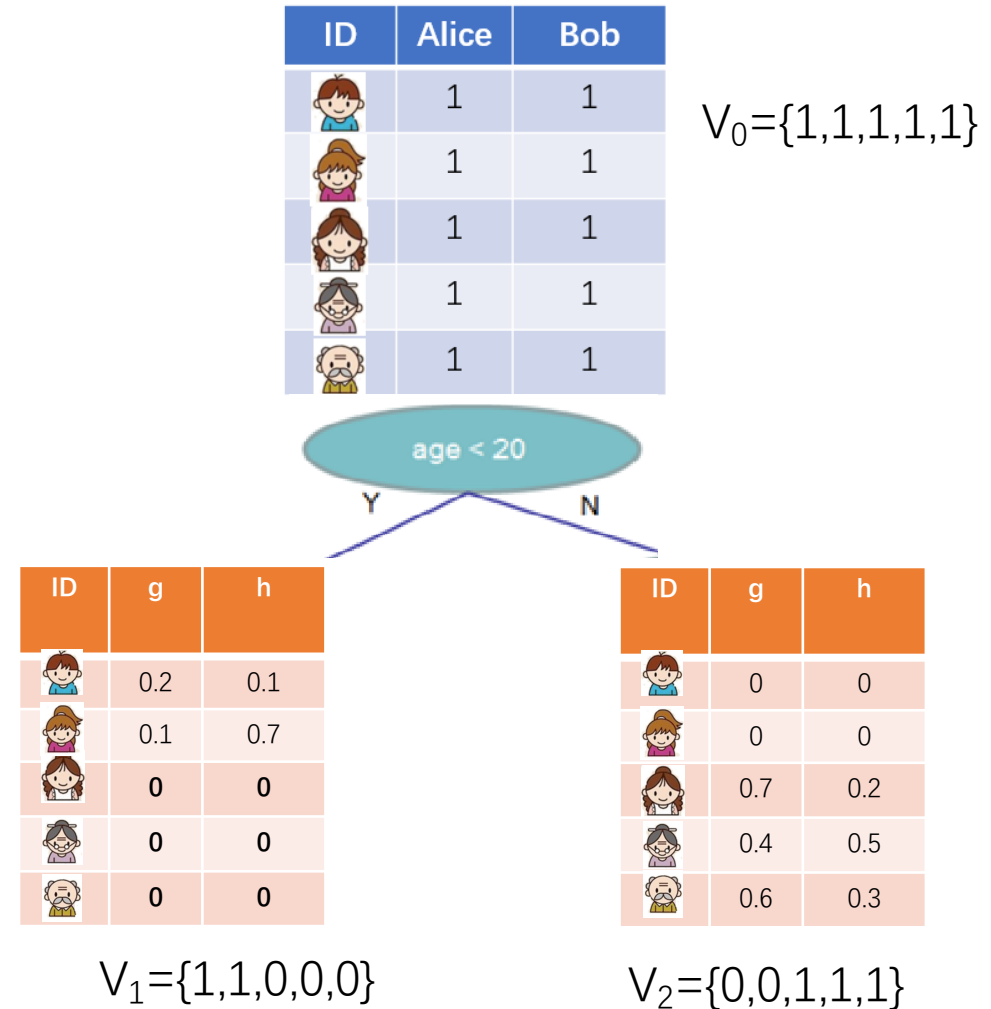 ID Alice Bob
1 1
V₀={1,1,1,1,1}
1 1
1 1
1 1
1 1
age < 20
Y N
ID g h
0.2 0.1
0.1 0.7
0 0
0 0
0 0
V₁={1,1,0,0,0}
ID g h
0 0
0 0
0.7 0.2
0.4 0.5
0.6 0.3
V₂={0,0,1,1,1}